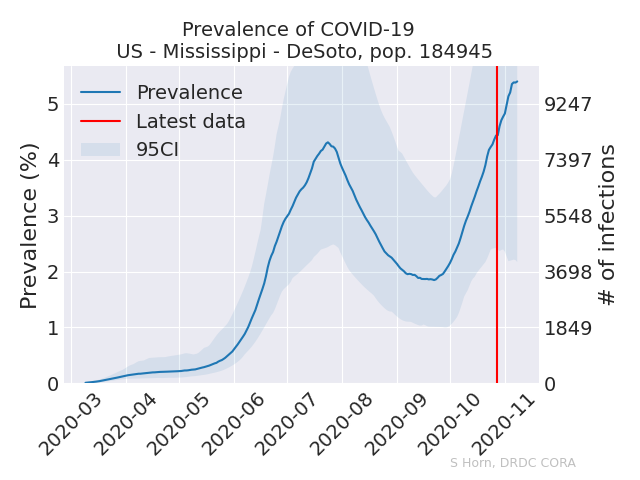 Prevalence of COVID-19
US - Mississippi - DeSoto, pop. 184945
Prevalence
Latest data
95CI
Prevalence (%)
5
4
3
2
1
0
9247
7397
5548
3698
1849
0
# of infections
2020-03
2020-04
2020-05
2020-06
2020-07
2020-08
2020-09
2020-10
2020-11
S Horn, DRDC CORA